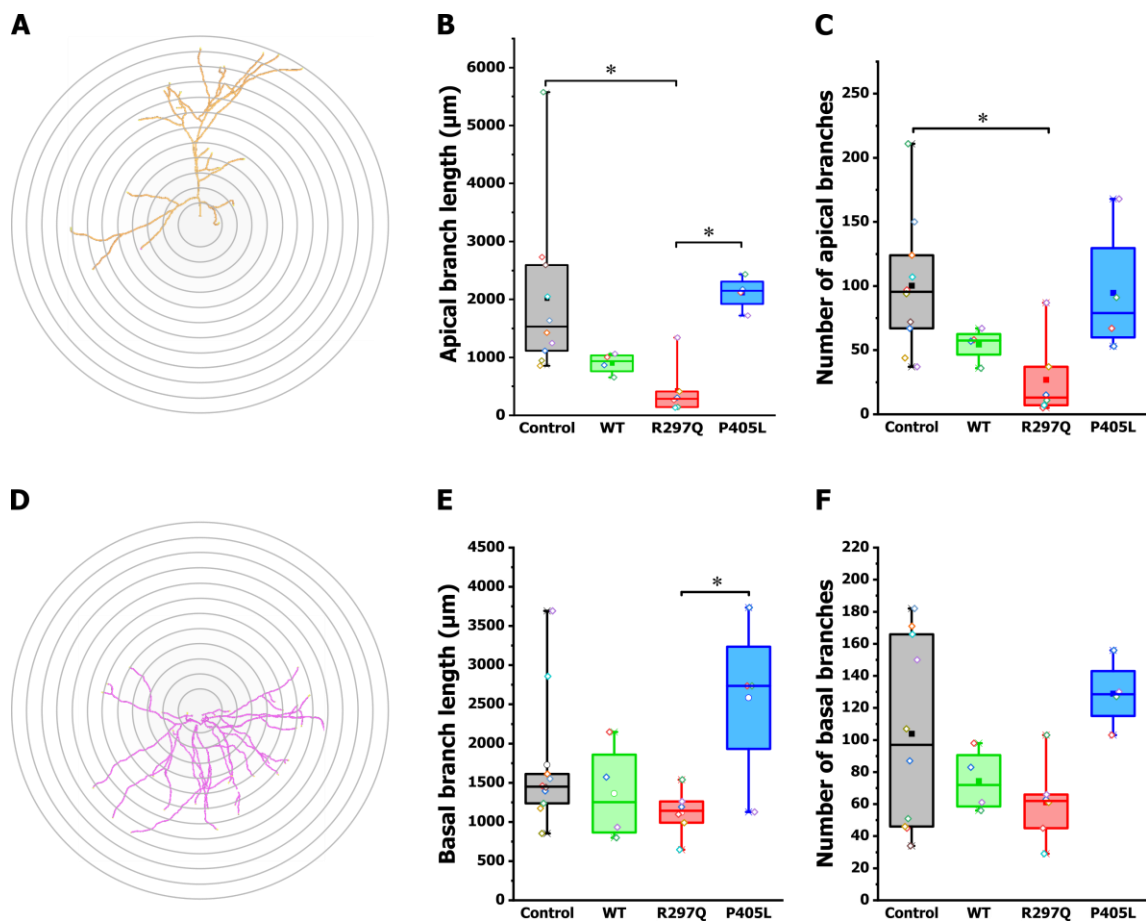 A
B
Apical branch length (µm)
6000
5000
4000
3000
2000
1000
0
*
*
Control WT R297Q P405L
C
Number of apical branches
250
200
150
100
50
0
*
Control WT R297Q P405L
D
E
Basal branch length (µm)
4500
4000
3500
3000
2500
2000
1500
1000
500
0
*
Control WT R297Q P405L
F
Number of basal branches
220
200
180
160
140
120
100
80
60
40
20
0
Control WT R297Q P405L